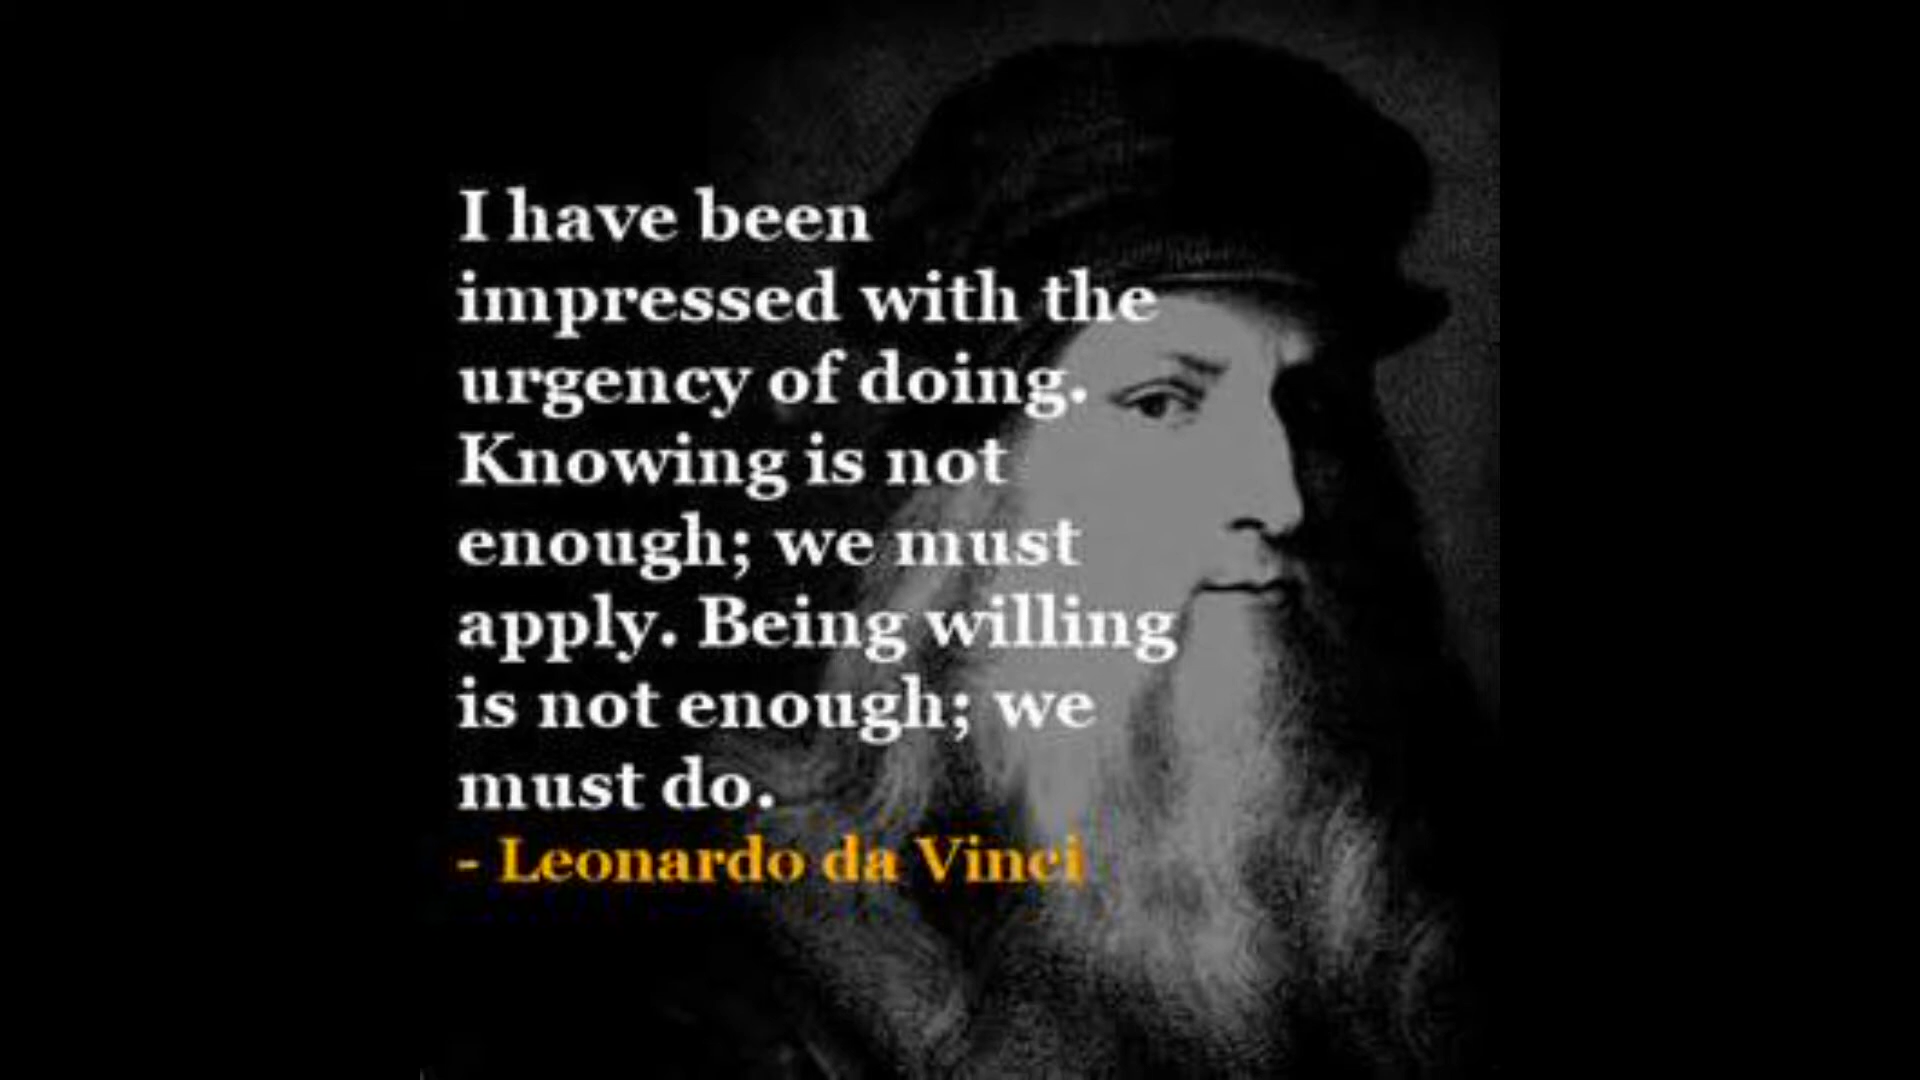 I have been
impressed with the
urgency of doing.
Knowing is not
enough; we must
apply. Being willing
is not enough; we
must do.
- Leonardo da Vinci